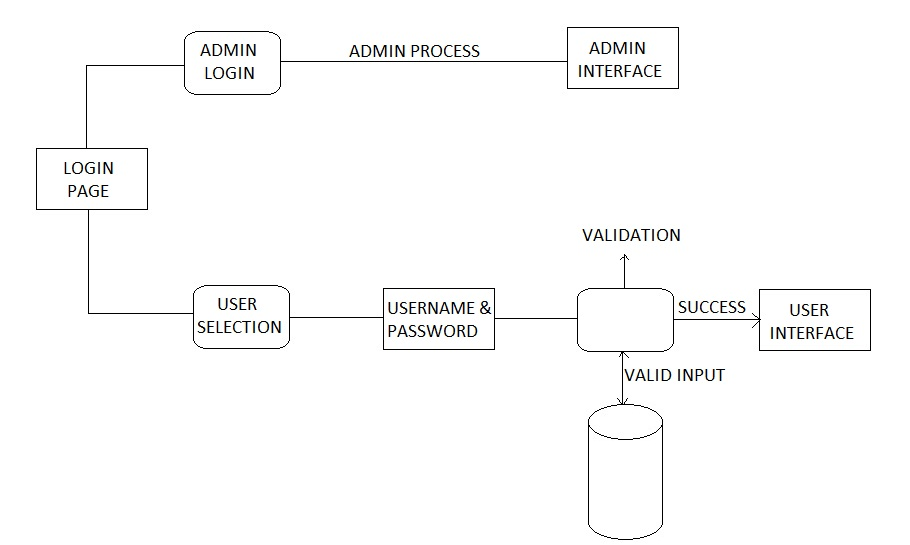 ADMIN
LOGIN
ADMIN PROCESS
ADMIN
INTERFACE
LOGIN
PAGE
VALIDATION
USER
SELECTION
USERNAME &
PASSWORD
SUCCESS
USER
INTERFACE
VALID INPUT